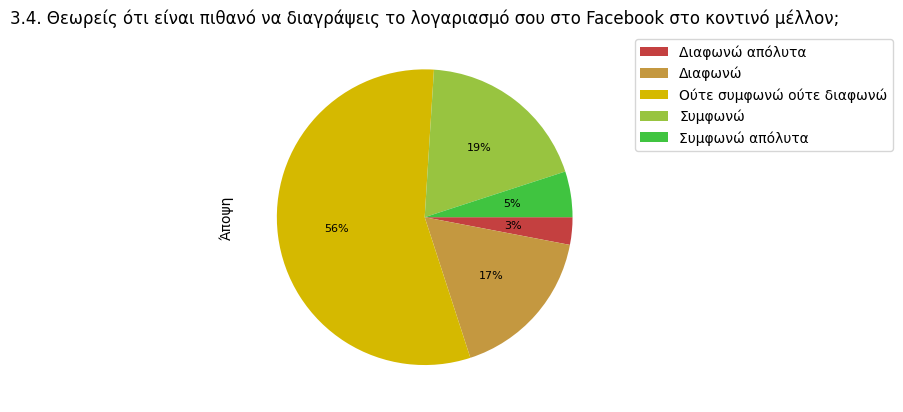 3.4. Θεωρείς ότι είναι πιθανό να διαγράψεις το λογαριασμό σου στο Facebook στο κοντινό μέλλον;
Διαφωνώ απόλυτα
Διαφωνώ
Ούτε συμφωνώ ούτε διαφωνώ
Συμφωνώ
Συμφωνώ απόλυτα
19%
5%
3%
56%
17%
Άποψη